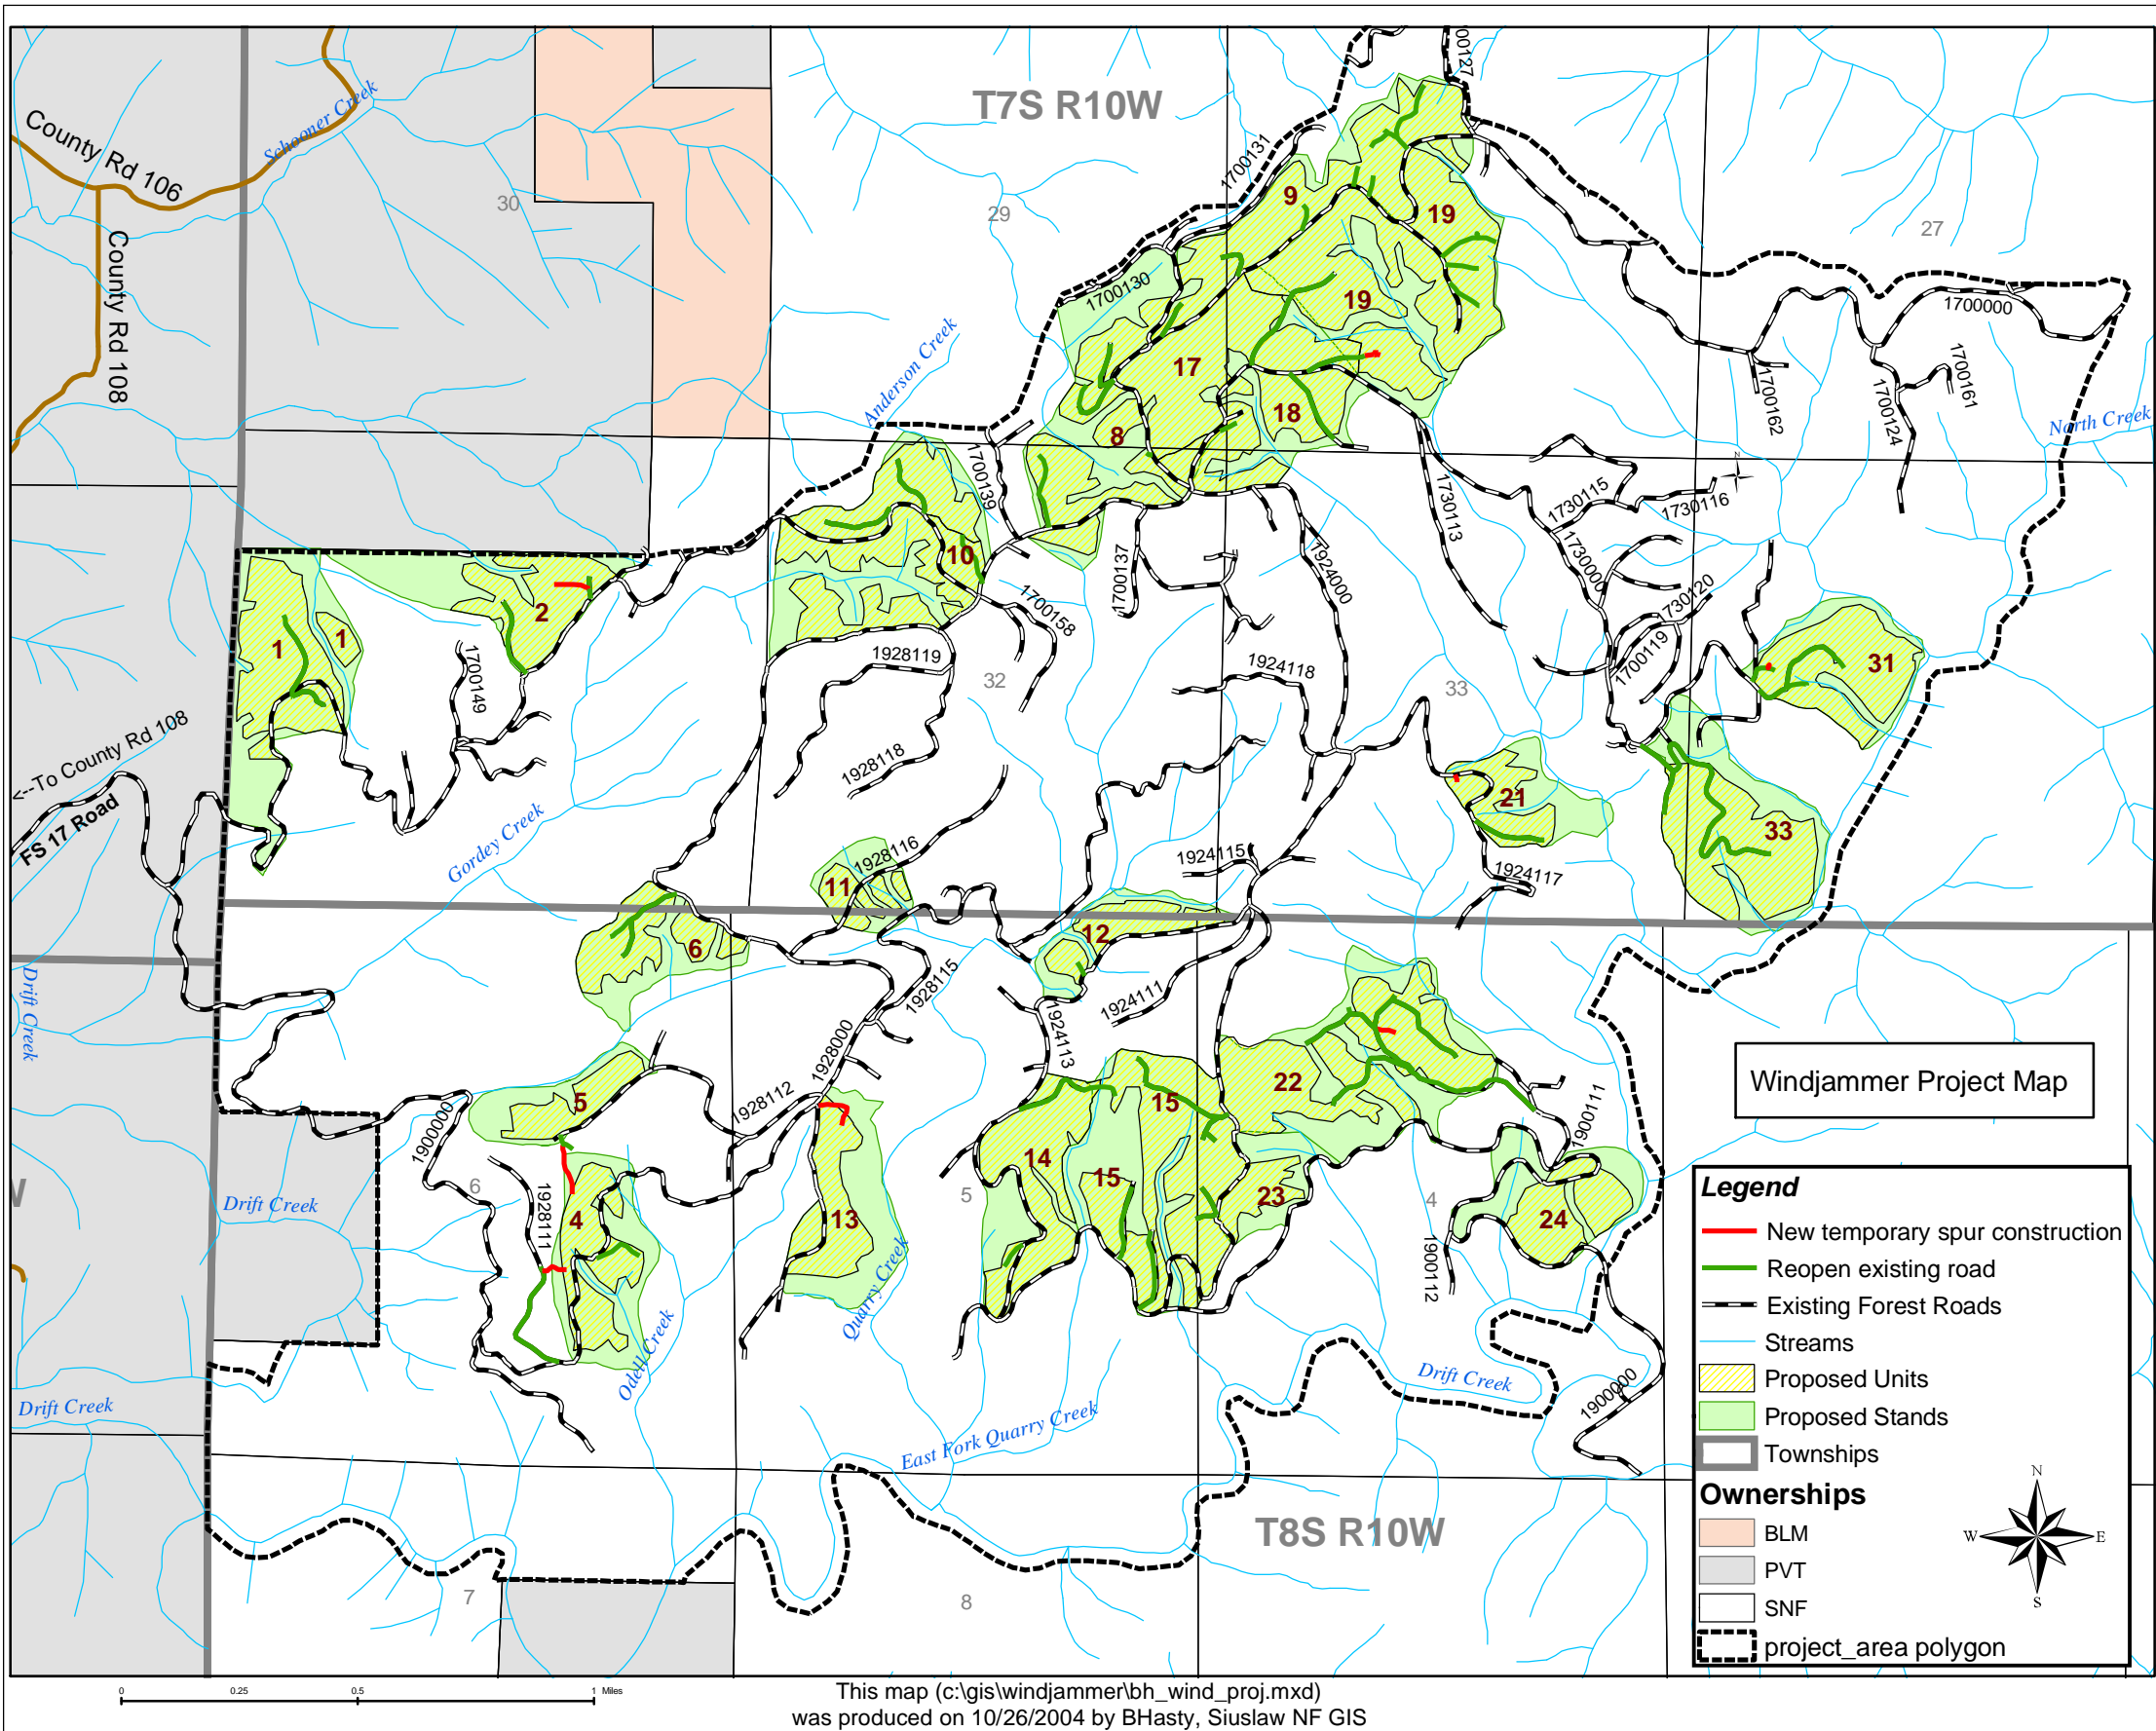 T7S R10W
County Rd 106
Schooner Creek
County Rd 108
1700131
00127
30
29
27
9
19
1700130
19
1700000
17
18
8
Anderson Creek
1700162
1700124
1700161
North Creek
1700139
10
1700137
1700158
1924000
1730113
1730115
1730116
1730000
1730120
1700119
2
1
1
1700149
1928119
32
1924118
33
31
<--To County Rd 108
FS 17 Road
1928118
Gordey Creek
21
33
11
1928116
1924115
1924117
6
12
Drift Creek
1928115
1924111
1924113
1928000
5
1928112
22
15
1900111
Windjammer Project Map
1900000
6
1928111
4
Drift Creek
13
5
14
15
23
4
24
1900112
Quarry Creek
Odell Creek
Drift Creek
Drift Creek
1900000
East Fork Quarry Creek
T8S R10W
7
8
W
Legend
New temporary spur construction
Reopen existing road
Existing Forest Roads
Streams
Proposed Units
Proposed Stands
Townships
Ownerships
BLM
PVT
SNF
project_area polygon
N
W
E
S
0 0.25 0.5 1 Miles
This map (c:\gis\windjammer\bh_wind_proj.mxd)
was produced on 10/26/2004 by BHasty, Siuslaw NF GIS